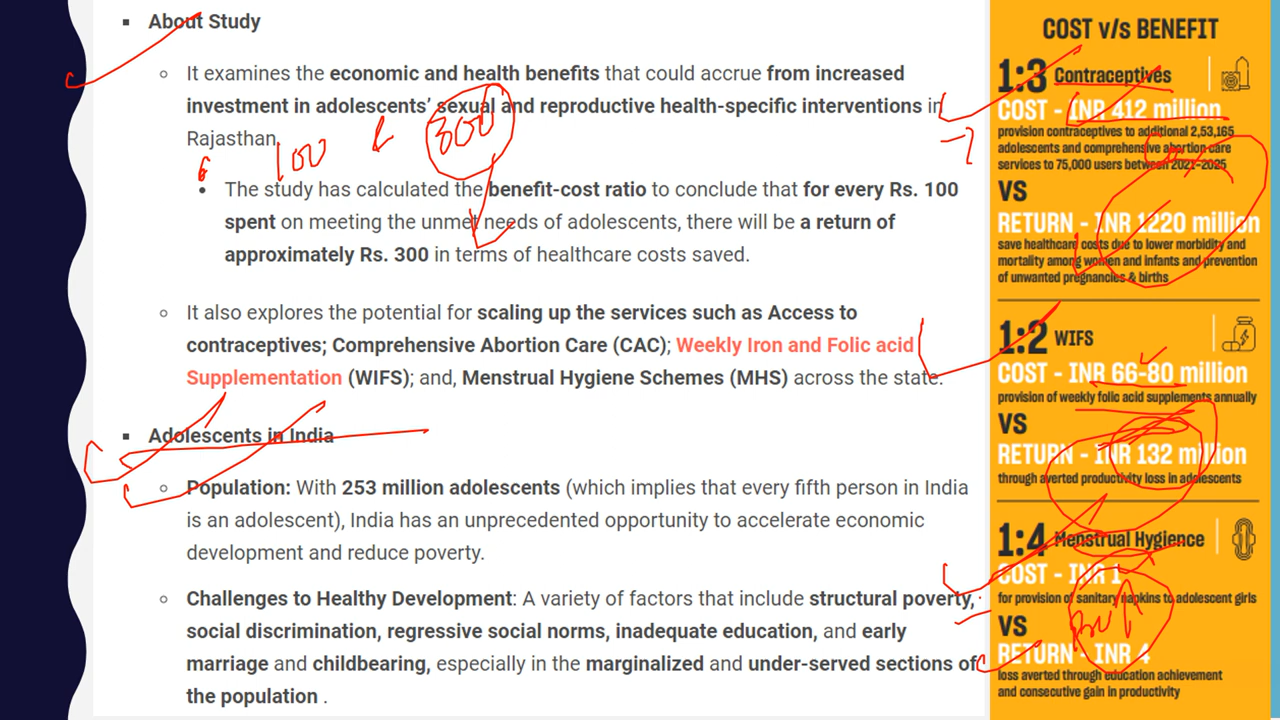 About Study
It examines the economic and health benefits that could accrue from increased
investment in adolescents’ sexual and reproductive health-specific interventions in
Rajasthan.
100 300
The study has calculated the benefit-cost ratio to conclude that for every Rs. 100
spent on meeting the unmet needs of adolescents, there will be a return of
approximately Rs. 300 in terms of healthcare costs saved.
It also explores the potential for scaling up the services such as Access to
contraceptives; Comprehensive Abortion Care (CAC); Weekly Iron and Folic acid
Supplementation (WIFS); and, Menstrual Hygiene Schemes (MHS) across the state.
Adolescents in India
Population: With 253 million adolescents (which implies that every fifth person in India
is an adolescent), India has an unprecedented opportunity to accelerate economic
development and reduce poverty.
Challenges to Healthy Development: A variety of factors that include structural poverty,
social discrimination, regressive social norms, inadequate education, and early
marriage and childbearing, especially in the marginalized and under-served sections of
the population .
COST v/s BENEFIT
1:3 Contraceptives
COST - INR 412 million
provision contraceptives to additional 2,53,165
adolescents and comprehensive abortion care
services to 75,000 users between 2021-2025
VS
RETURN - INR 1220 million
save healthcare costs due to lower morbidity and
mortality among women and infants and prevention
of unwanted pregnancies & births
1:2 WIFS
COST - INR 66-80 million
provision of weekly folic acid supplements annually
VS
RETURN - INR 132 million
through averted productivity loss in adolescents
1:4 Menstrual Hygience
COST - INR 1
for provision of sanitary napkins to adolescent girls
VS
RETURN - INR 4
loss averted through education achievement
and consecutive gain in productivity